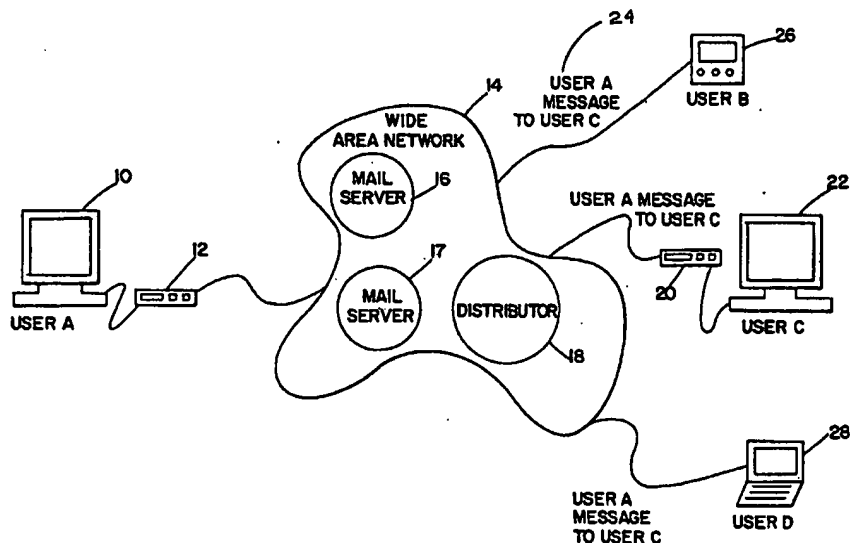 24
26
USER A
MESSAGE
TO USER C
USER B
14
WIDE
AREA NETWORK
10
MAIL
SERVER
16
USER A MESSAGE
TO USER C
22
12
17
MAIL
SERVER
DISTRIBUTOR
20
USER A
USER C
18
28
USER A
MESSAGE
TO USER C
USER D